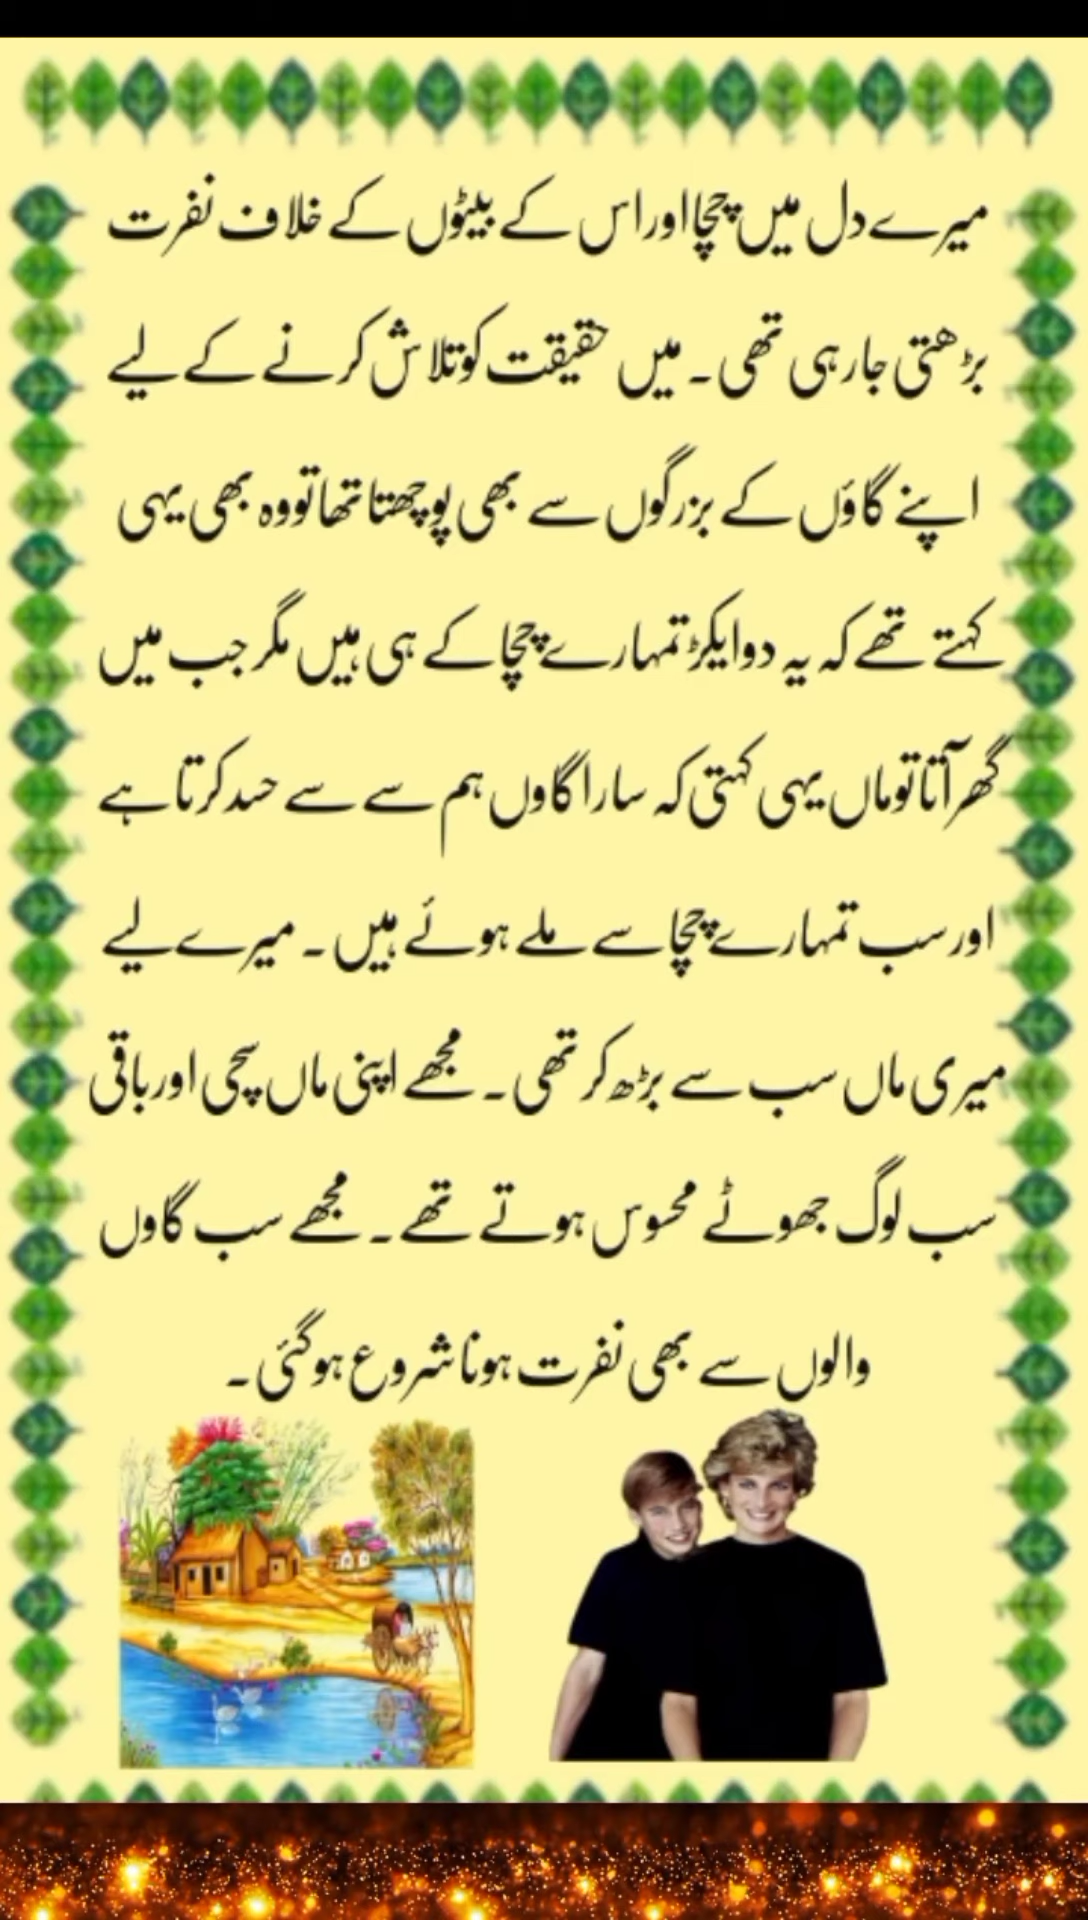 میرے دل میں چچا اور اس کے بیٹوں کے خلاف نفرت
بڑھتی جارہی تھی۔ میں حقیقت کو تلاش کرنے کے لیے
اپنے گاؤں کے بزرگوں سے بھی پوچھتا تھا تو وہ بھی یہی
کہتے تھے کہ یہ دو ایکڑ تمہارے چچا کے ہی ہیں مگر جب میں
گھر آتا تو ماں یہی کہتی کہ سارا گاوں ہم سے سے حسد کرتا ہے
اور سب تمہارے چچا سے ملے ہوئے ہیں۔ میرے لیے
میری ماں سب سے بڑھ کر تھی۔ مجھے اپنی ماں سچی اور باقی
سب لوگ جھوٹے محسوس ہوتے تھے۔ مجھے سب گاوں
والوں سے بھی نفرت ہونا شروع ہوگئی۔